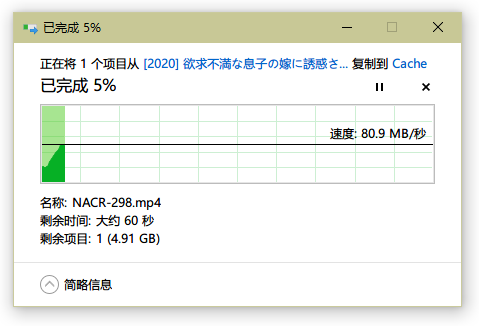 已完成 5%
正在将 1 个项目从 [2020] 欲求不満な息子の嫁に誘惑さ... 复制到 Cache
已完成 5%
速度: 80.9 MB/秒
名称: NACR-298.mp4
剩余时间: 大约 60 秒
剩余项目: 1 (4.91 GB)
简略信息